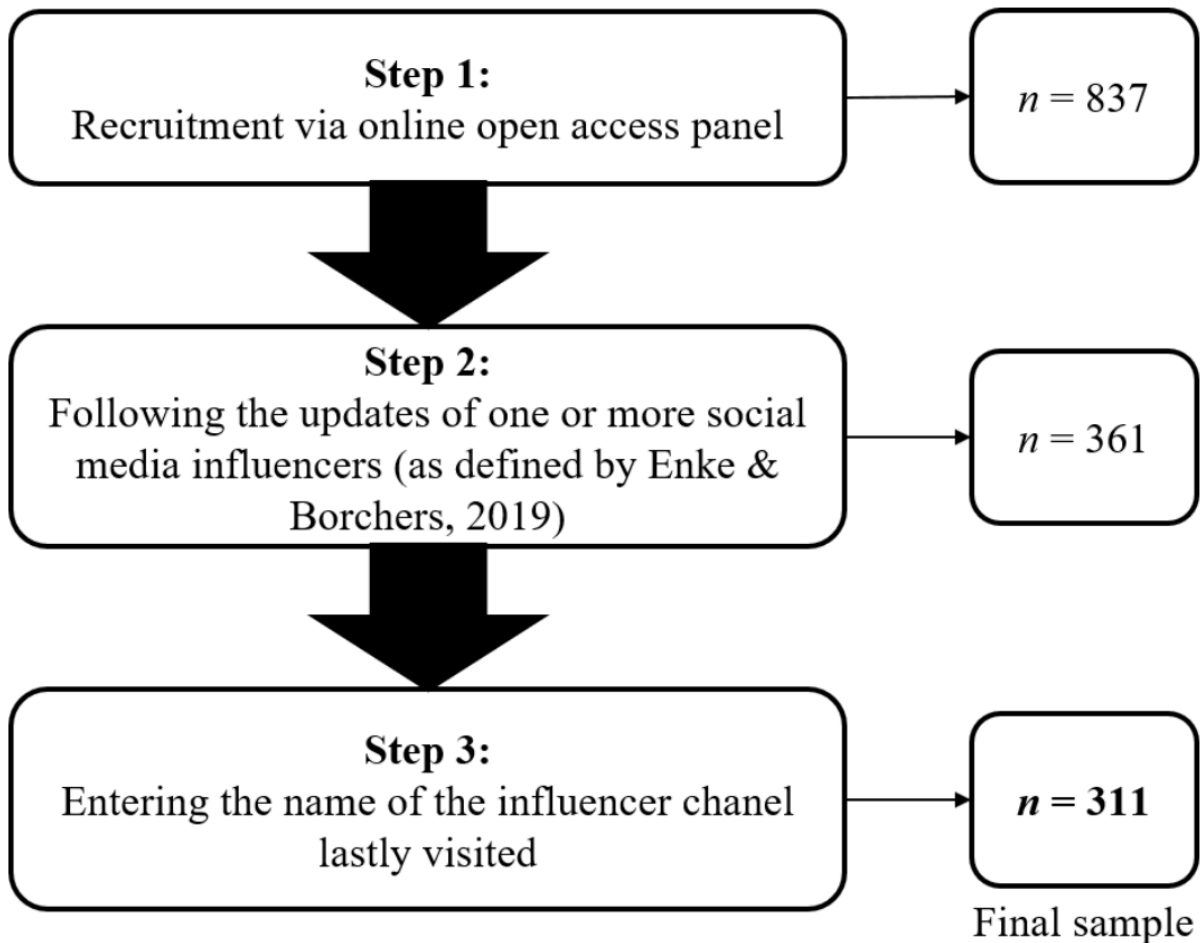 Step 1:
Recruitment via online open access panel
n = 837
Step 2:
Following the updates of one or more social
media influencers (as defined by Enke &
Borchers, 2019)
n = 361
Step 3:
Entering the name of the influencer chanel
lastly visited
n = 311
Final sample